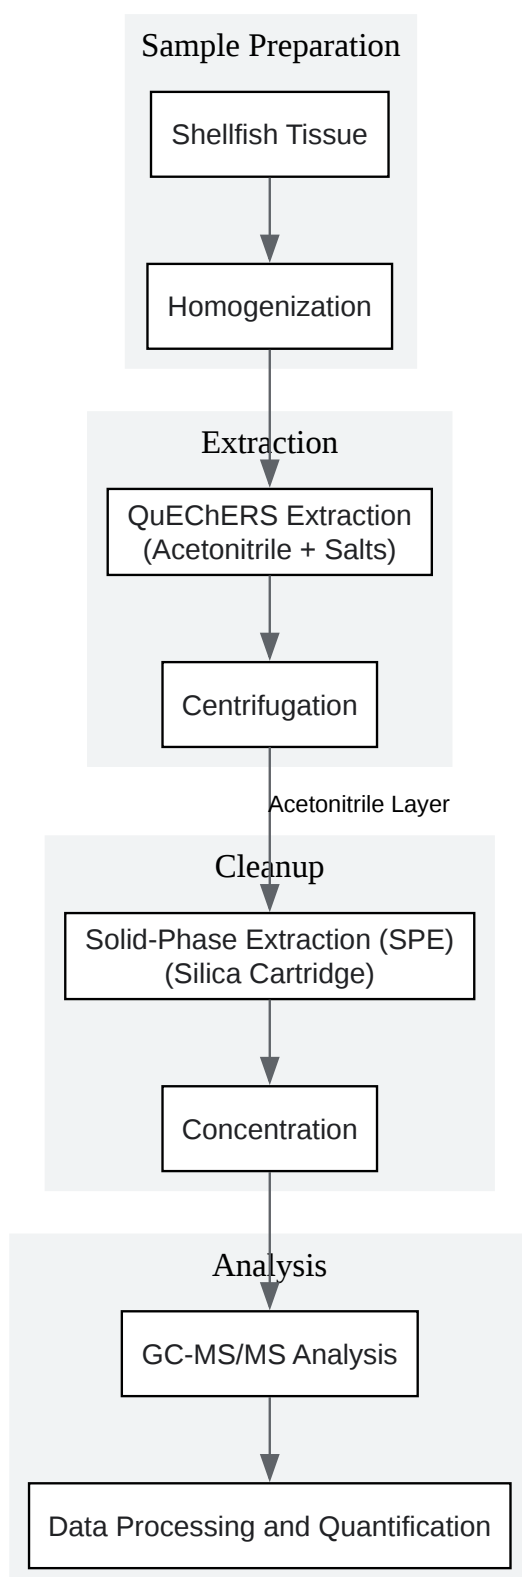 Sample Preparation
Shellfish Tissue
Homogenization
Extraction
QuEChERS Extraction
(Acetonitrile + Salts)
Centrifugation
Acetonitrile Layer
Cleanup
Solid-Phase Extraction (SPE)
(Silica Cartridge)
Concentration
Analysis
GC-MS/MS Analysis
Data Processing and Quantification